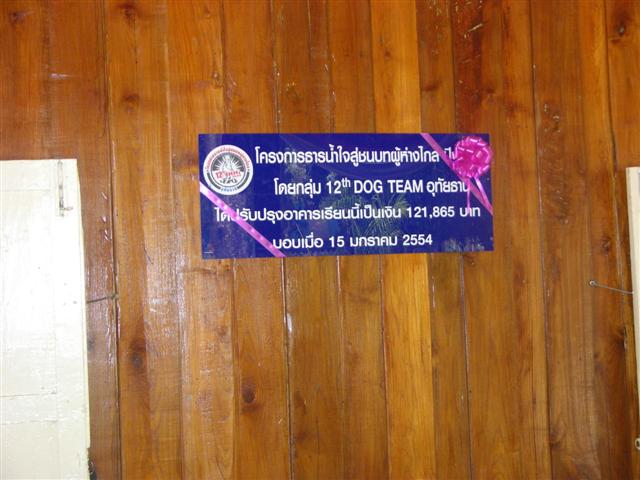 โครงการธารน้ำใจสู่ชนบทผู้ห่างไกล
โดยกลุ่ม 12th DOG TEAM อุทัยธานี
ได้ปรับปรุงอาคารเรียนนี้เป็นเงิน 121,865 บาท
มอบเมื่อ 15 มกราคม 2554